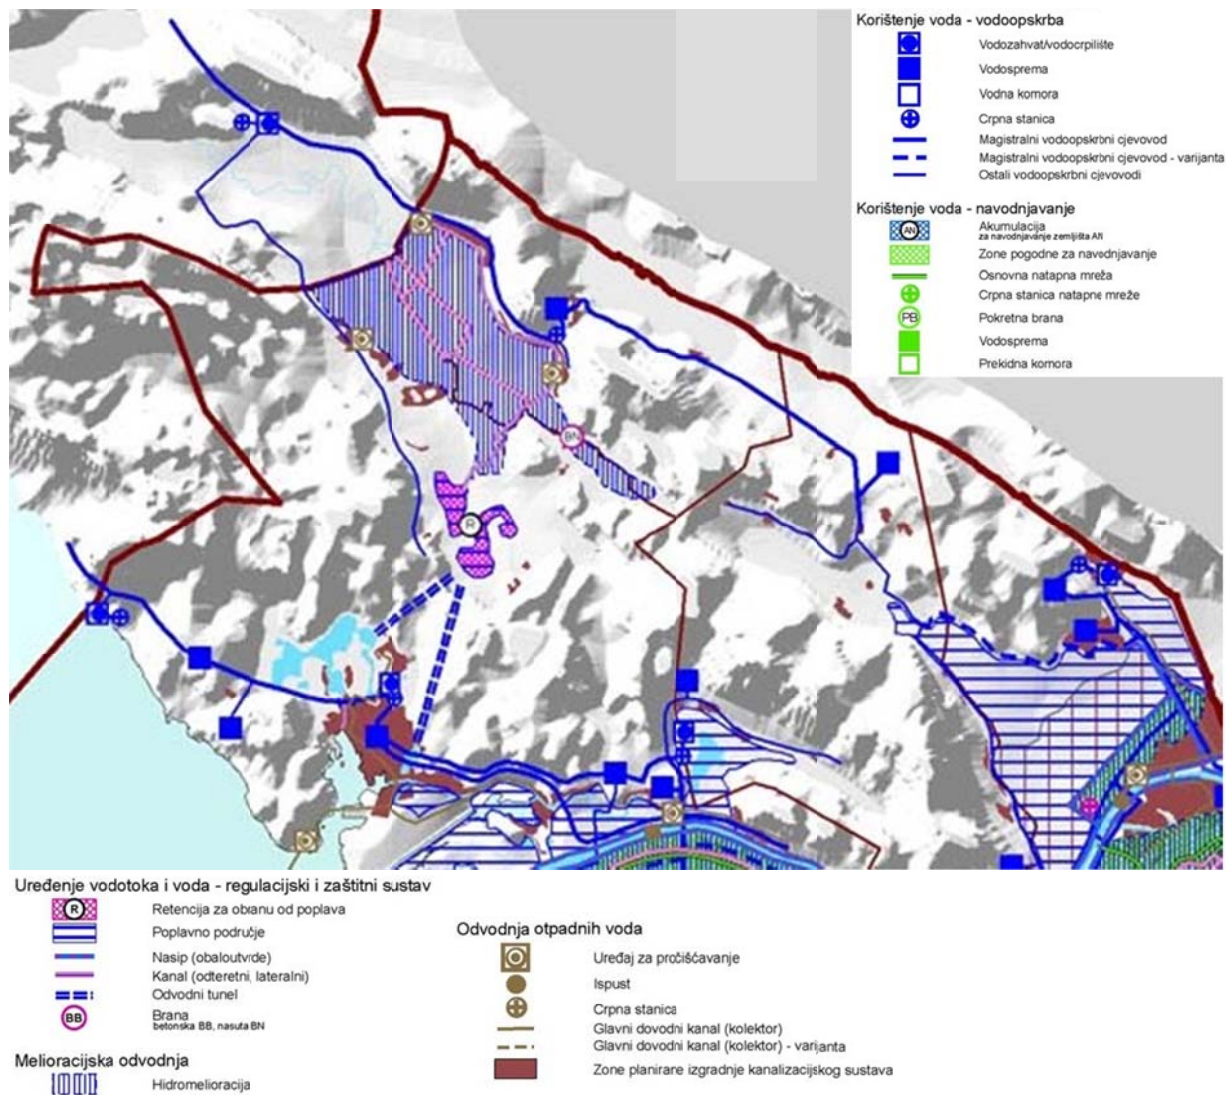 Korištenje voda - vodoopskrba
Vodozahvat/vodocrpilište
Vodosprema
Vodna komora
Crpna stanica
Magistralni vodoopskrbni cjevovod
Magistralni vodoopskrbni cjevovod - varijanta
Ostali vodoopskrbni cjevovodi
Korištenje voda - navodnjavanje
AN
Akumulacija
za navodnjavanje zemljišta AN
Zone pogodne za navodnjavanje
Osnovna natapna mreža
Crpna stanica natapne mreže
PB
Pokretna brana
Vodosprema
Prekidna komora
BN
R
Uređenje vodotoka i voda - regulacijski i zaštitni sustav
R
Retencija za obranu od poplava
Poplavno područje
Nasip (obaloutvrde)
Kanal (odteretni, lateralni)
Odvodni tunel
BB
Brana
betonska BB, nasuta BN
Melioracijska odvodnja
Hidromelioracija
Odvodnja otpadnih voda
Uređaj za pročišćavanje
Ispust
Crpna stanica
Glavni dovodni kanal (kolektor)
Glavni dovodni kanal (kolektor) - varijanta
Zone planirane izgradnje kanalizacijskog sustava